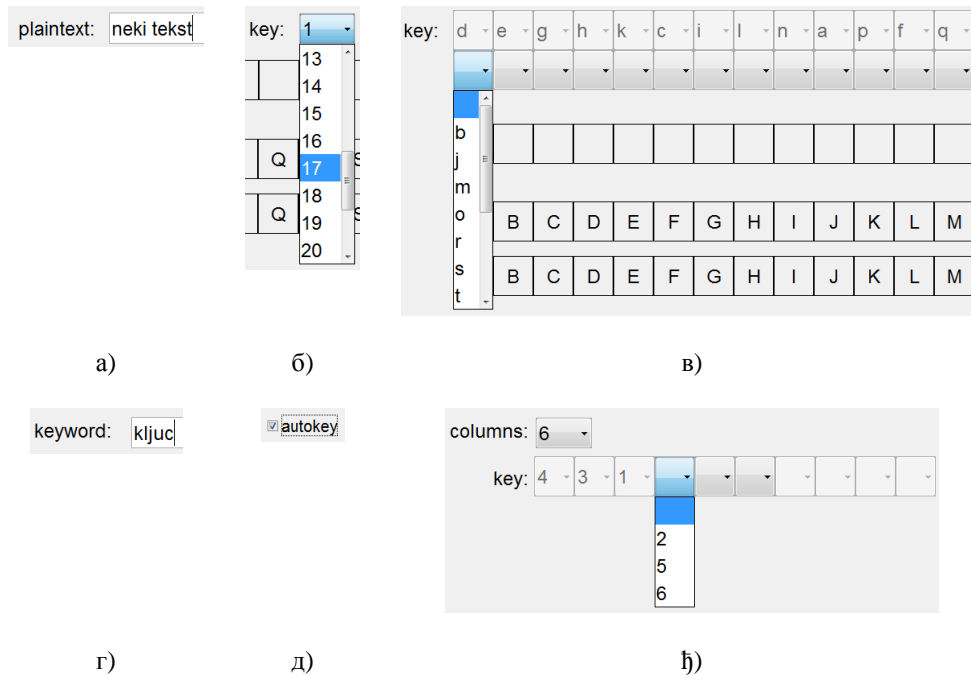 plaintext: neki tekst
key: 1
13
14
15
16
17
18
19
20
Q
Q
key: d e g h k c i l n a p f q
b
j
m
o
r
s
t
B C D E F G H I J K L M
B C D E F G H I J K L M
а) б) в)
keyword: kljuc
autokey
columns: 6
key: 4 3 1
2
5
6
г) д) ђ)